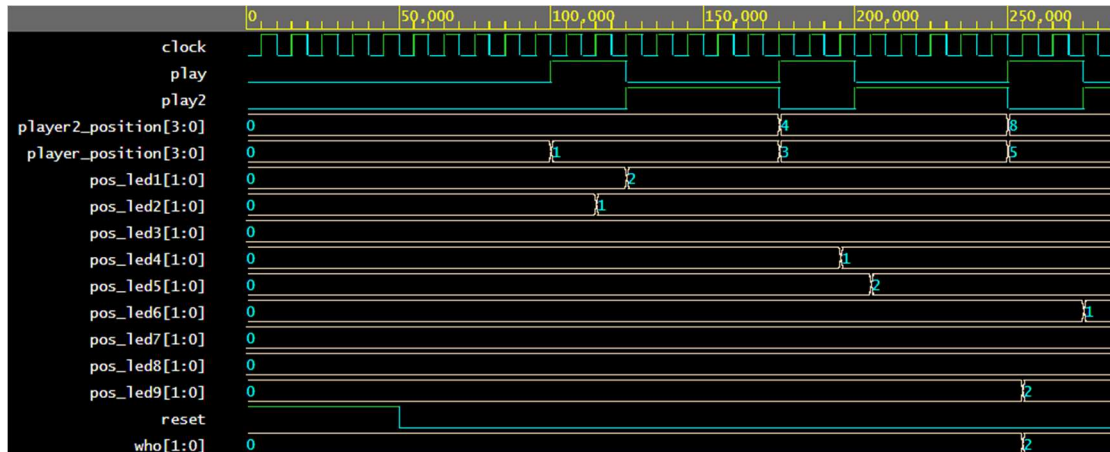 0 50,000 100,000 150,000 200,000 250,000
clock
play
play2
player2_position[3:0] 0 4 8
player_position[3:0] 0 1 3 5
pos_led1[1:0] 0 2
pos_led2[1:0] 0 1
pos_led3[1:0] 0
pos_led4[1:0] 0 1
pos_led5[1:0] 0 2
pos_led6[1:0] 0 1
pos_led7[1:0] 0
pos_led8[1:0] 0
pos_led9[1:0] 0 2
reset
who[1:0] 0 2